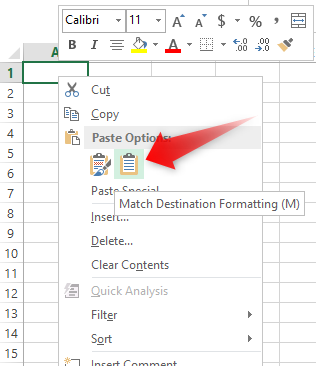 Calibri 11 A A $ % ,
B I A .00 .0
A
1
2
3
4
5
6
7
8
9
10
11
12
13
14
15
Cut
Copy
Paste Options:
Paste Special...
Match Destination Formatting (M)
Insert...
Delete...
Clear Contents
Quick Analysis
Filter
Sort
Insert Comment